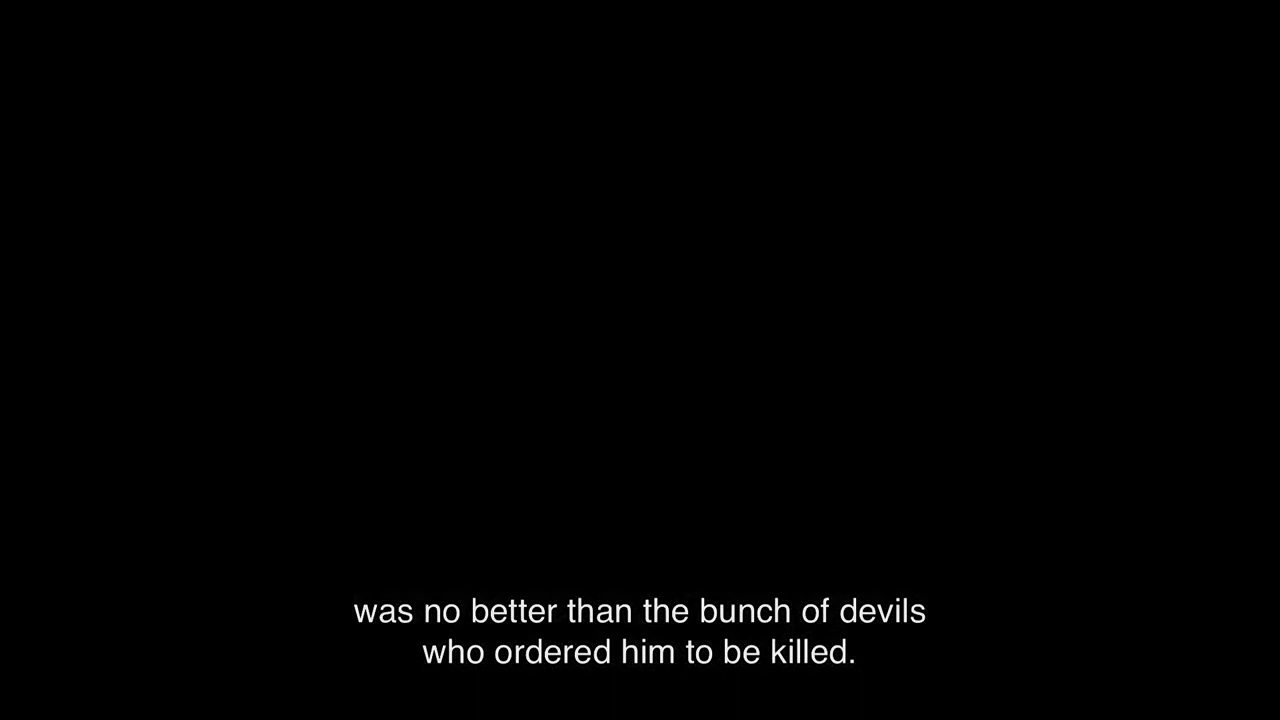 was no better than the bunch of devils
who ordered him to be killed.